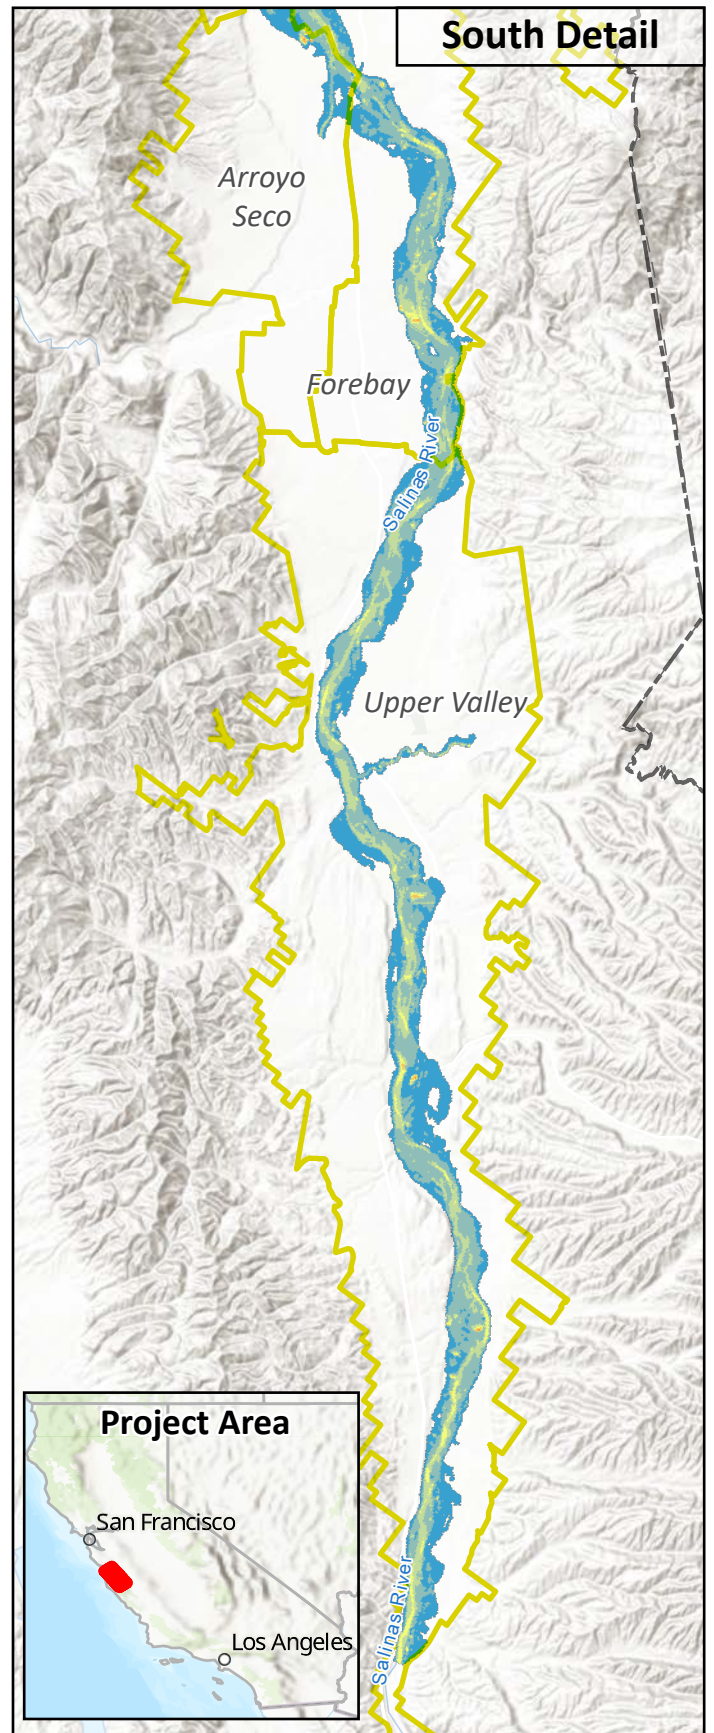 South Detail
Arroyo
Seco
Forebay
Salinas River
Upper Valley
Project Area
San Francisco
Los Angeles
Salinas River